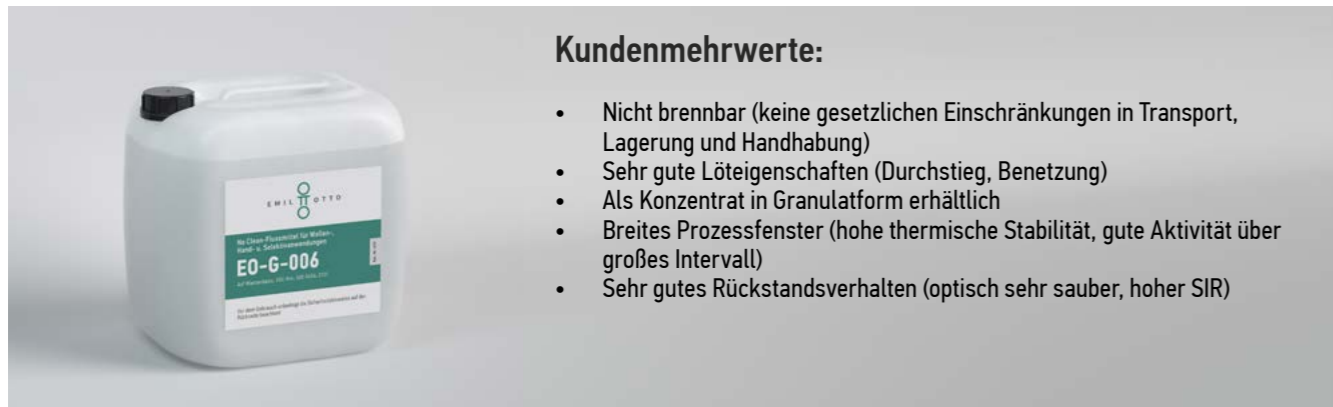 EMIL OTTO
No Clean-Flussmittel für Wellen-,
Hand- u. Selektivanwendungen
EO-G-006
Kundenmehrwerte:
• Nicht brennbar (keine gesetzlichen Einschränkungen in Transport,
Lagerung und Handhabung)
• Sehr gute Löteigenschaften (Durchstieg, Benetzung)
• Als Konzentrat in Granulatform erhältlich
• Breites Prozessfenster (hohe thermische Stabilität, gute Aktivität über
großes Intervall)
• Sehr gutes Rückstandsverhalten (optisch sehr sauber, hoher SIR)